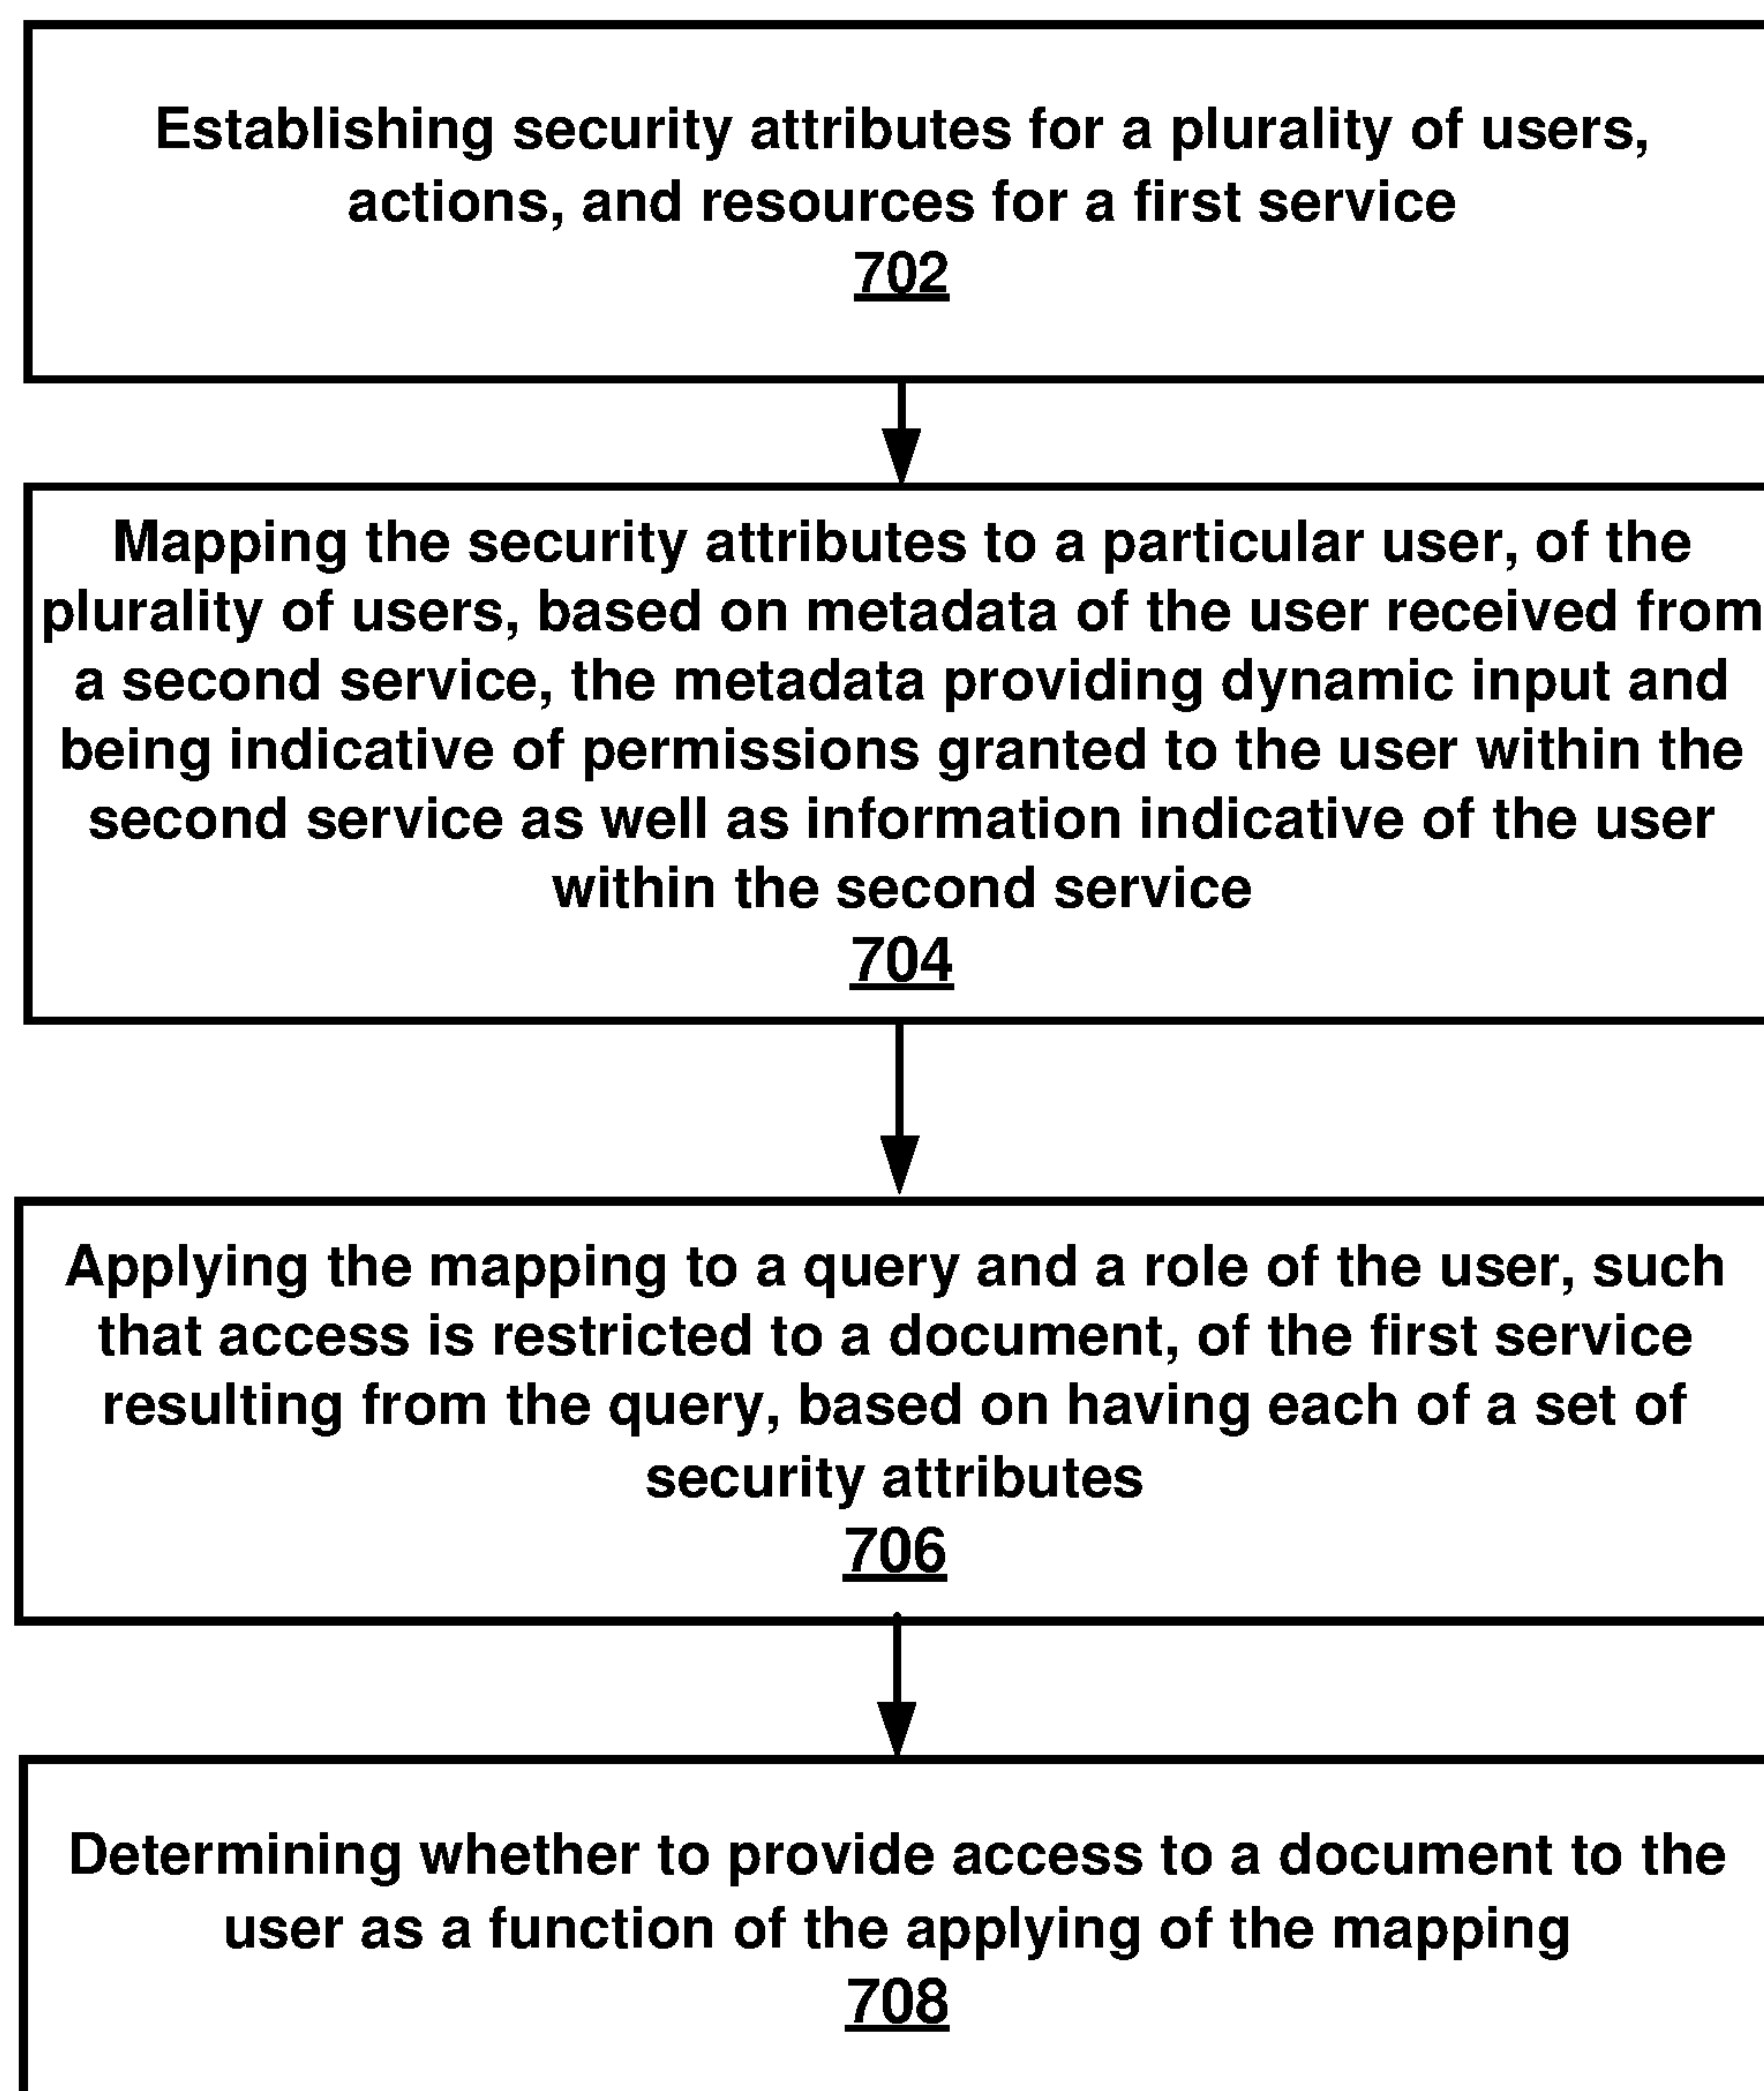 Establishing security attributes for a plurality of users,
actions, and resources for a first service
702
Mapping the security attributes to a particular user, of the
plurality of users, based on metadata of the user received from
a second service, the metadata providing dynamic input and
being indicative of permissions granted to the user within the
second service as well as information indicative of the user
within the second service
704
Applying the mapping to a query and a role of the user, such
that access is restricted to a document, of the first service
resulting from the query, based on having each of a set of
security attributes
706
Determining whether to provide access to a document to the
user as a function of the applying of the mapping
708